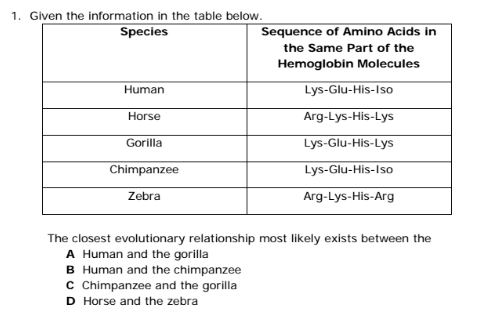 1. Given the information in the table below.
Species
Sequence of Amino Acids in
the Same Part of the
Hemoglobin Molecules
Human
Lys-Glu-His-Iso
Horse
Arg-Lys-His-Lys
Gorilla
Lys-Glu-His-Lys
Chimpanzee
Lys-Glu-His-Iso
Zebra
Arg-Lys-His-Arg
The closest evolutionary relationship most likely exists between the
A Human and the gorilla
B Human and the chimpanzee
C Chimpanzee and the gorilla
D Horse and the zebra